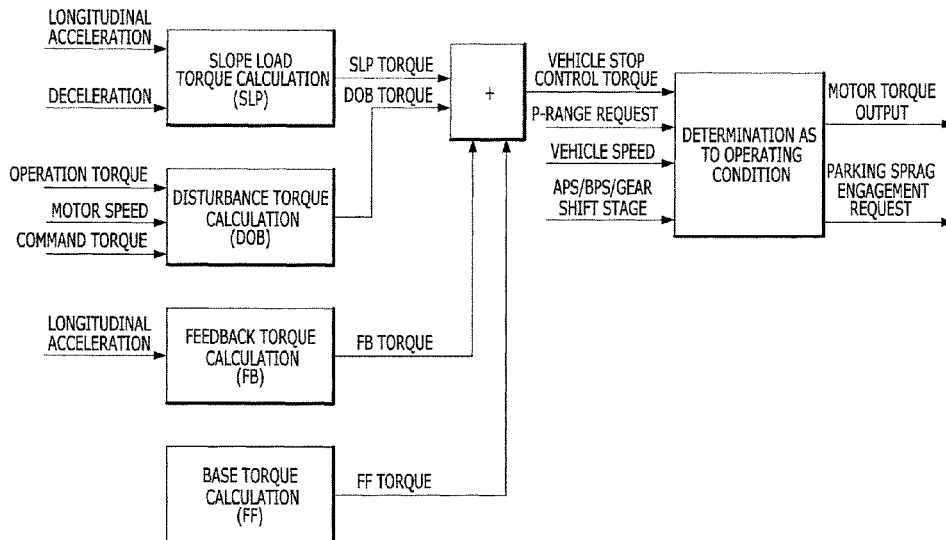 LONGITUDINAL
ACCELERATION
DECELERATION
SLOPE LOAD
TORQUE CALCULATION
(SLP)
SLP TORQUE
DOB TORQUE
+
VEHICLE STOP
CONTROL TORQUE
P-RANGE REQUEST
VEHICLE SPEED
APS/BPS/GEAR
SHIFT STAGE
DETERMINATION AS
TO OPERATING
CONDITION
MOTOR TORQUE
OUTPUT
PARKING SPRAG
ENGAGEMENT
REQUEST
OPERATION TORQUE
MOTOR SPEED
COMMAND TORQUE
DISTURBANCE TORQUE
CALCULATION
(DOB)
LONGITUDINAL
ACCELERATION
FEEDBACK TORQUE
CALCULATION
(FB)
FB TORQUE
BASE TORQUE
CALCULATION
(FF)
FF TORQUE